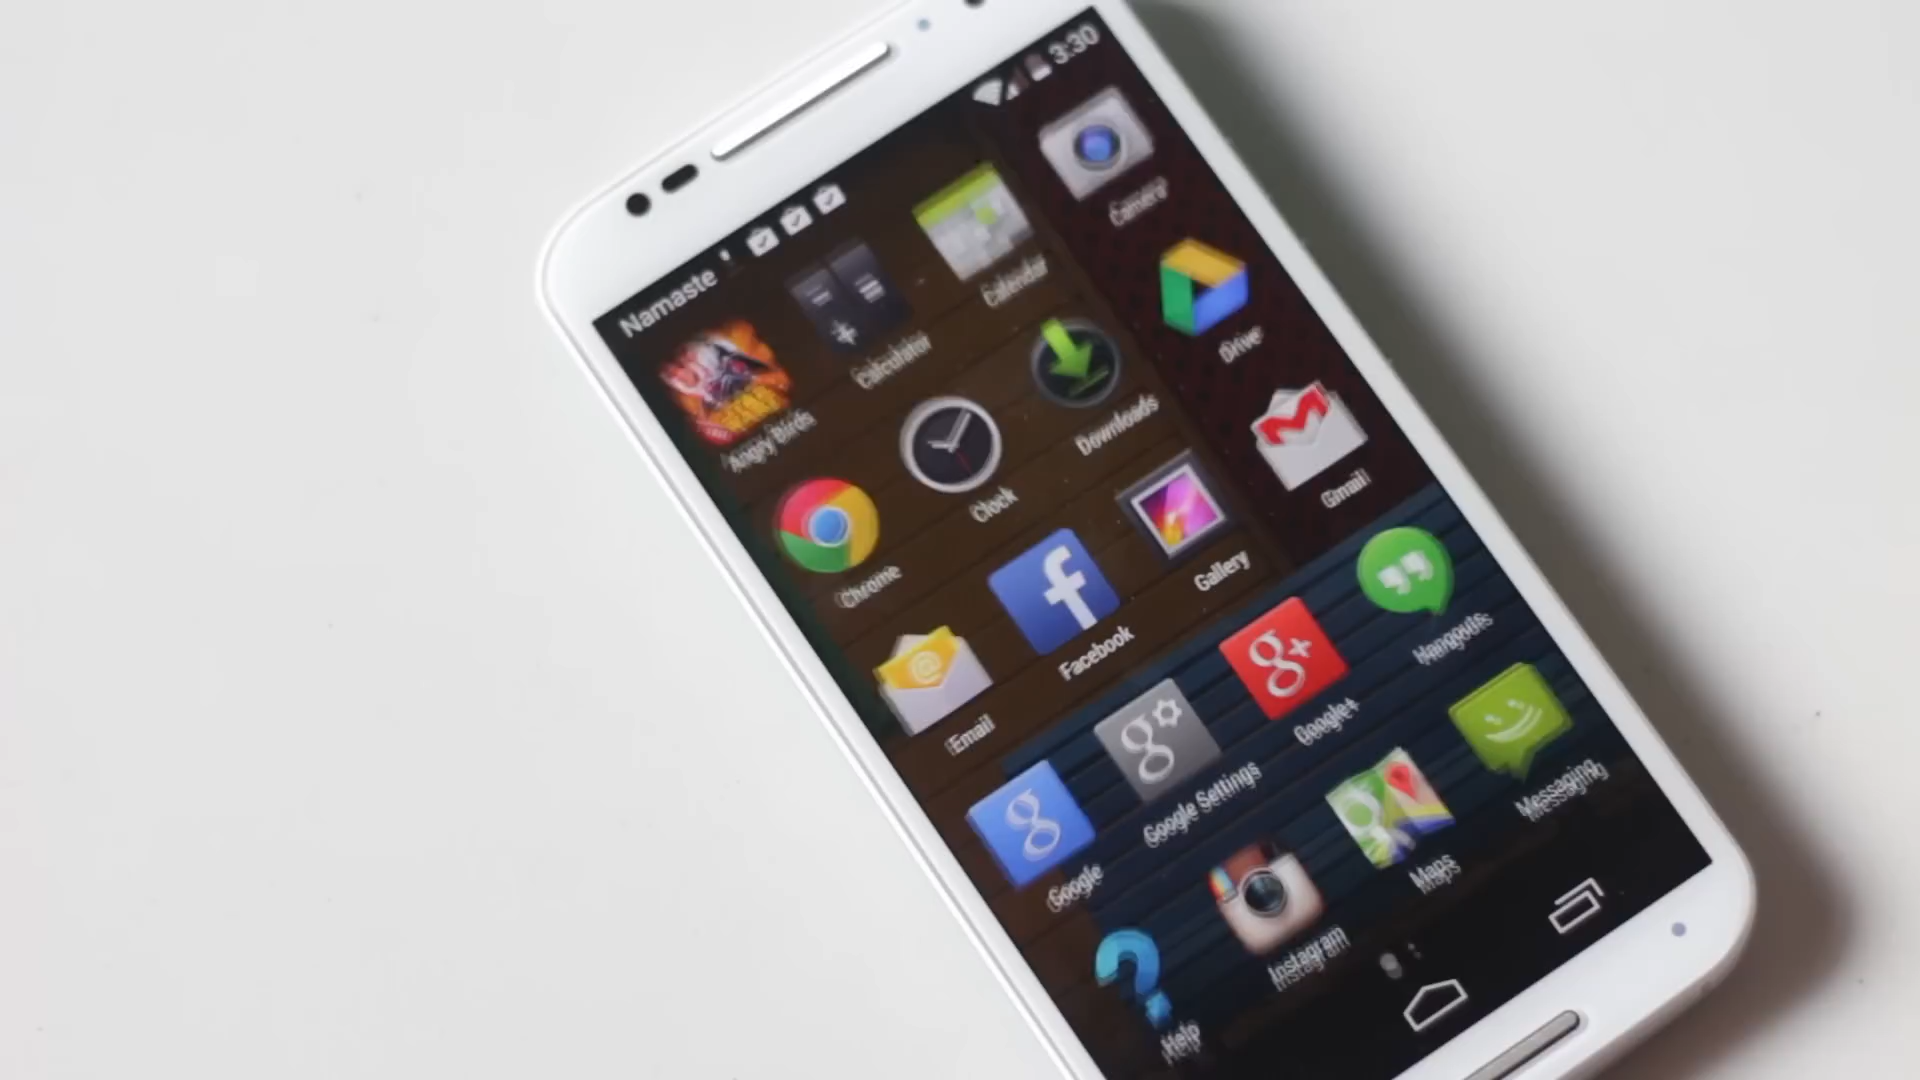 Namaste
3:30
Angry Birds
Calculator
Calendar
Camera
Chrome
Clock
Downloads
Drive
Email
Facebook
Gallery
Gmail
Google
Google Settings
Google+
Hangouts
Help
Instagram
Maps
Messaging